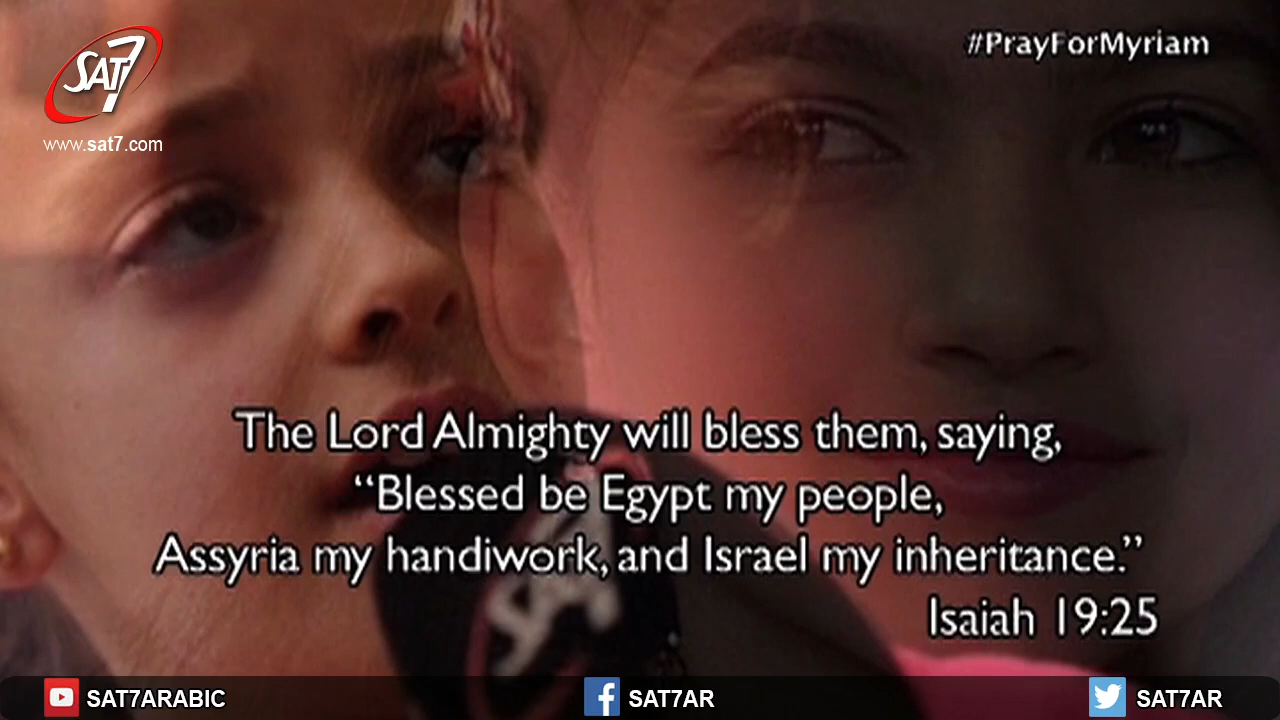 SAT7
www.sat7.com
#PrayForMyriam
The Lord Almighty will bless them, saying,
“Blessed be Egypt my people,
Assyria my handiwork, and Israel my inheritance.”
Isaiah 19:25
SAT7
SAT7ARABIC
SAT7AR
SAT7AR